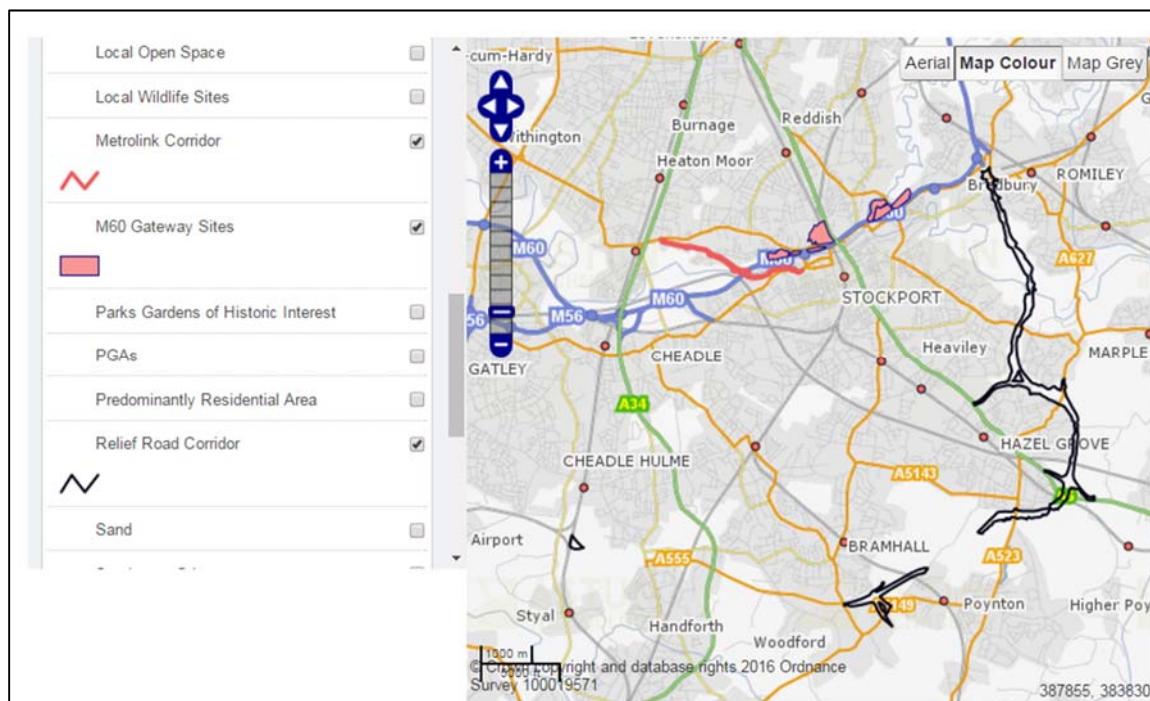 Local Open Space
Local Wildlife Sites
Metrolink Corridor
M60 Gateway Sites
Parks Gardens of Historic Interest
PGAs
Predominantly Residential Area
Relief Road Corridor
Sand
Aerial Map Colour Map Grey
-cum-Hardy
Withington
Burnage
Reddish
Heaton Moor
Bredbury
ROMILEY
M60
M60
A627
STOCKPORT
M60
M56
56
GATLEY
CHEADLE
Heaviley
MARPLE
A34
HAZEL GROVE
CHEADLE HULME
A5143
Airport
BRAMHALL
A555
A523
Styal
Handforth
Poynton
Higher Poy
Woodford
1000 m
5000 ft
© Crown copyright and database rights 2016 Ordnance
Survey 100019571
387855, 383830